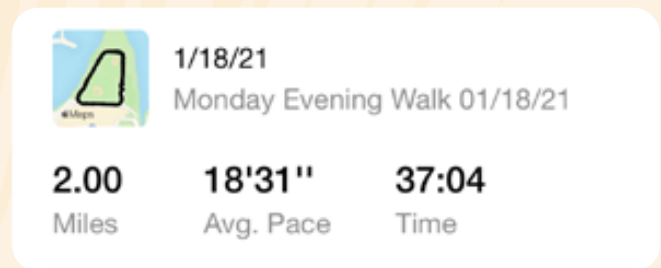 1/18/21
Monday Evening Walk 01/18/21
Maps
2.00 18'31'' 37:04
Miles Avg. Pace Time